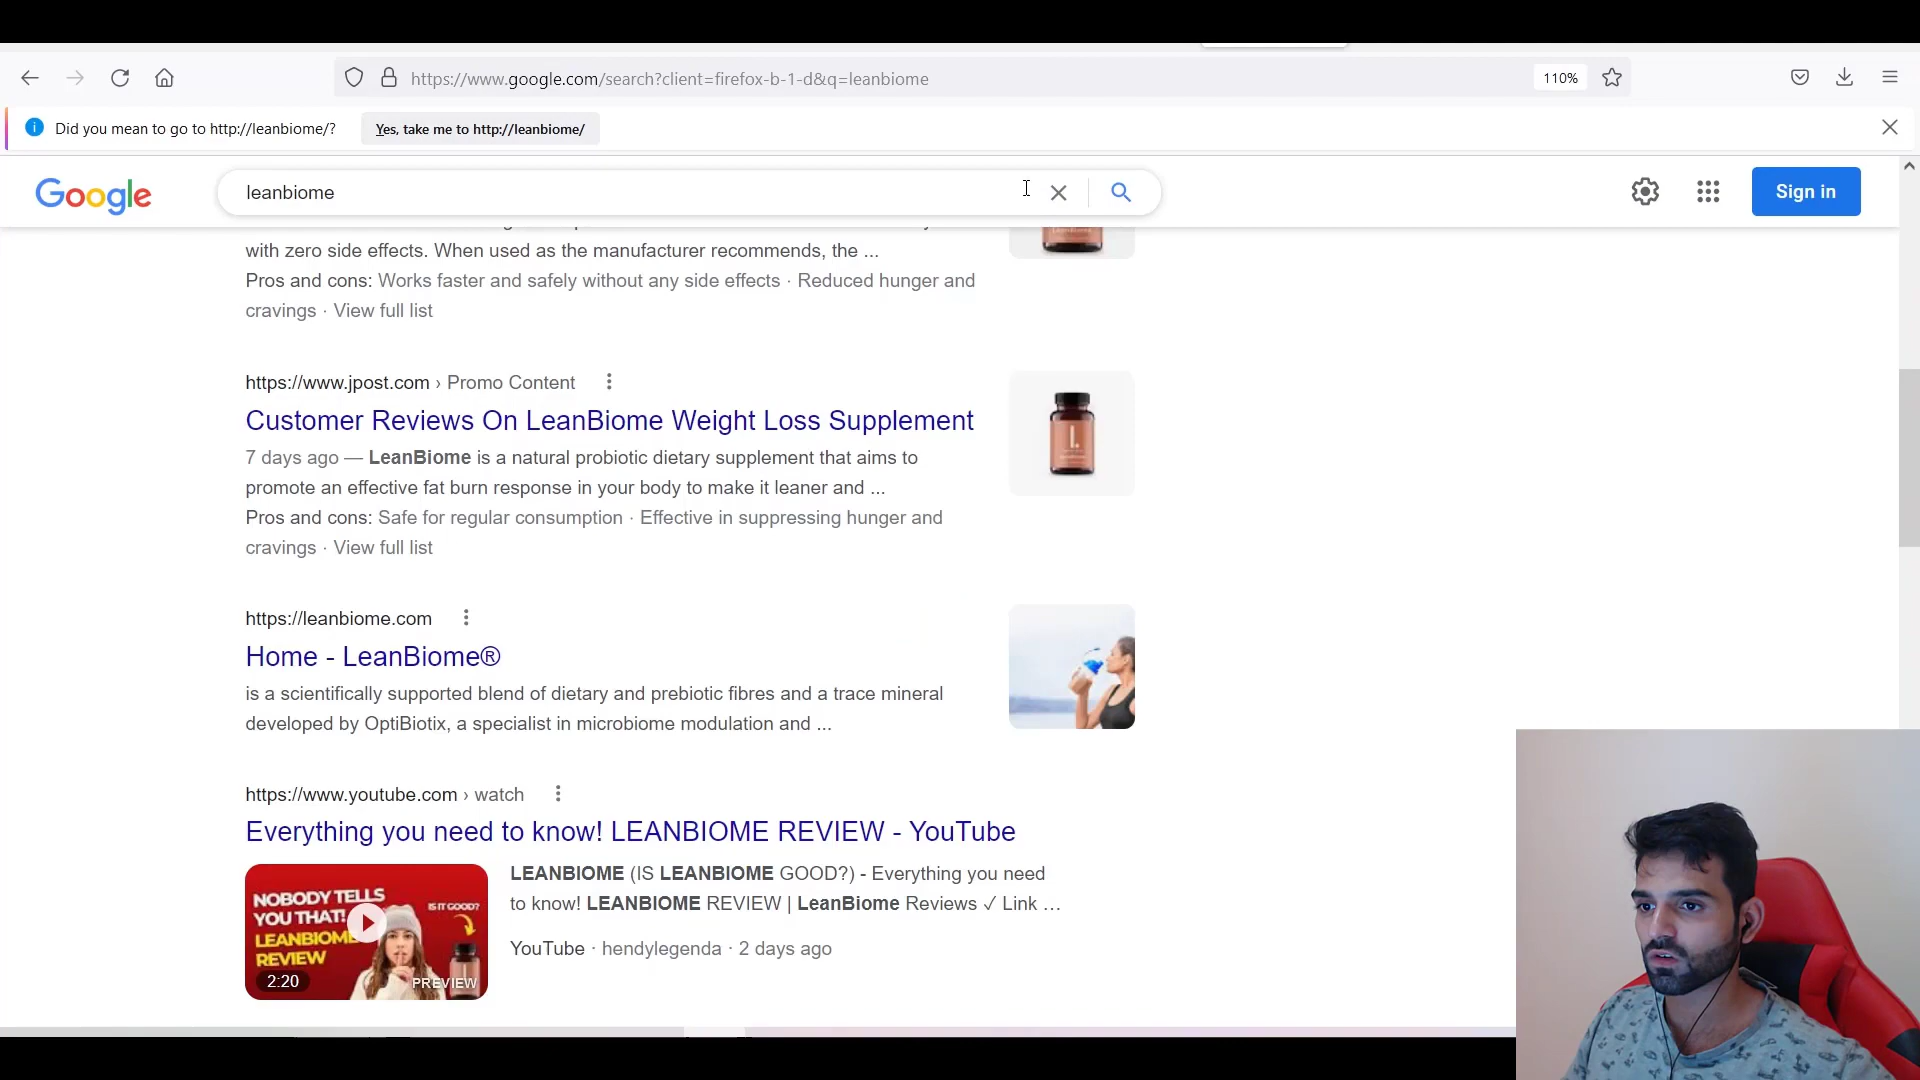 https://www.google.com/search?client=firefox-b-1-d&q=leanbiome
110%
Did you mean to go to http://leanbiome/?
Yes, take me to http://leanbiome/
Google
leanbiome
Sign in
with zero side effects. When used as the manufacturer recommends, the ...
Pros and cons: Works faster and safely without any side effects · Reduced hunger and
cravings · View full list
https://www.jpost.com › Promo Content
Customer Reviews On LeanBiome Weight Loss Supplement
7 days ago — LeanBiome is a natural probiotic dietary supplement that aims to
promote an effective fat burn response in your body to make it leaner and ...
Pros and cons: Safe for regular consumption · Effective in suppressing hunger and
cravings · View full list
https://leanbiome.com
Home - LeanBiome®
is a scientifically supported blend of dietary and prebiotic fibres and a trace mineral
developed by OptiBiotix, a specialist in microbiome modulation and ...
https://www.youtube.com › watch
Everything you need to know! LEANBIOME REVIEW - YouTube
NOBODY TELLS
YOU THAT!
IS IT GOOD?
LEANBIOME
REVIEW
2:20
PREVIEW
LEANBIOME (IS LEANBIOME GOOD?) - Everything you need
to know! LEANBIOME REVIEW | LeanBiome Reviews ✓ Link ...
YouTube · hendylegenda · 2 days ago